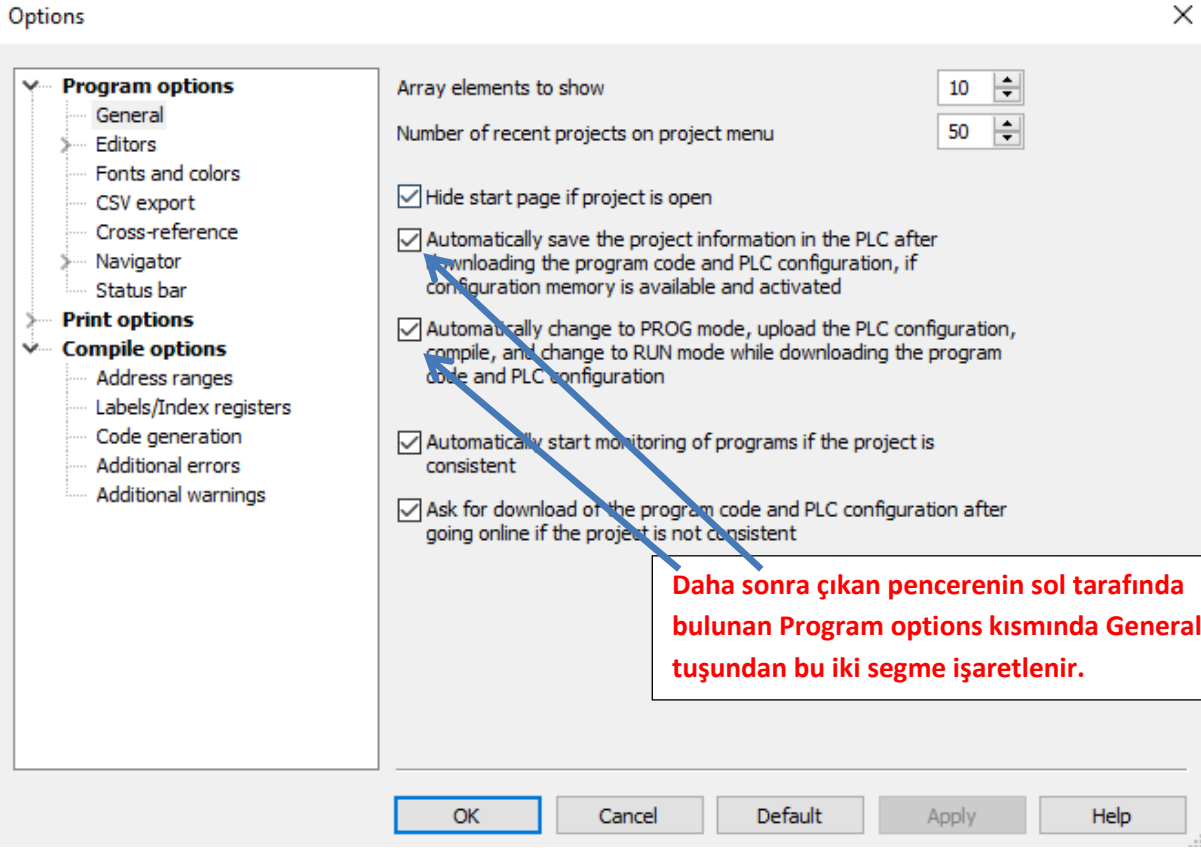 Options
Program options
General
Editors
Fonts and colors
CSV export
Cross-reference
Navigator
Status bar
Print options
Compile options
Address ranges
Labels/Index registers
Code generation
Additional errors
Additional warnings
Array elements to show 10
Number of recent projects on project menu 50
Hide start page if project is open
Automatically save the project information in the PLC after
downloading the program code and PLC configuration, if
configuration memory is available and activated
Automatically change to PROG mode, upload the PLC configuration,
compile, and change to RUN mode while downloading the program
code and PLC configuration
Automatically start monitoring of programs if the project is
consistent
Ask for download of the program code and PLC configuration after
going online if the project is not consistent
Daha sonra çıkan pencerenin sol tarafında
bulunan Program options kısmında General
tuşundan bu iki segme işaretlenir.
OK Cancel Default Apply Help